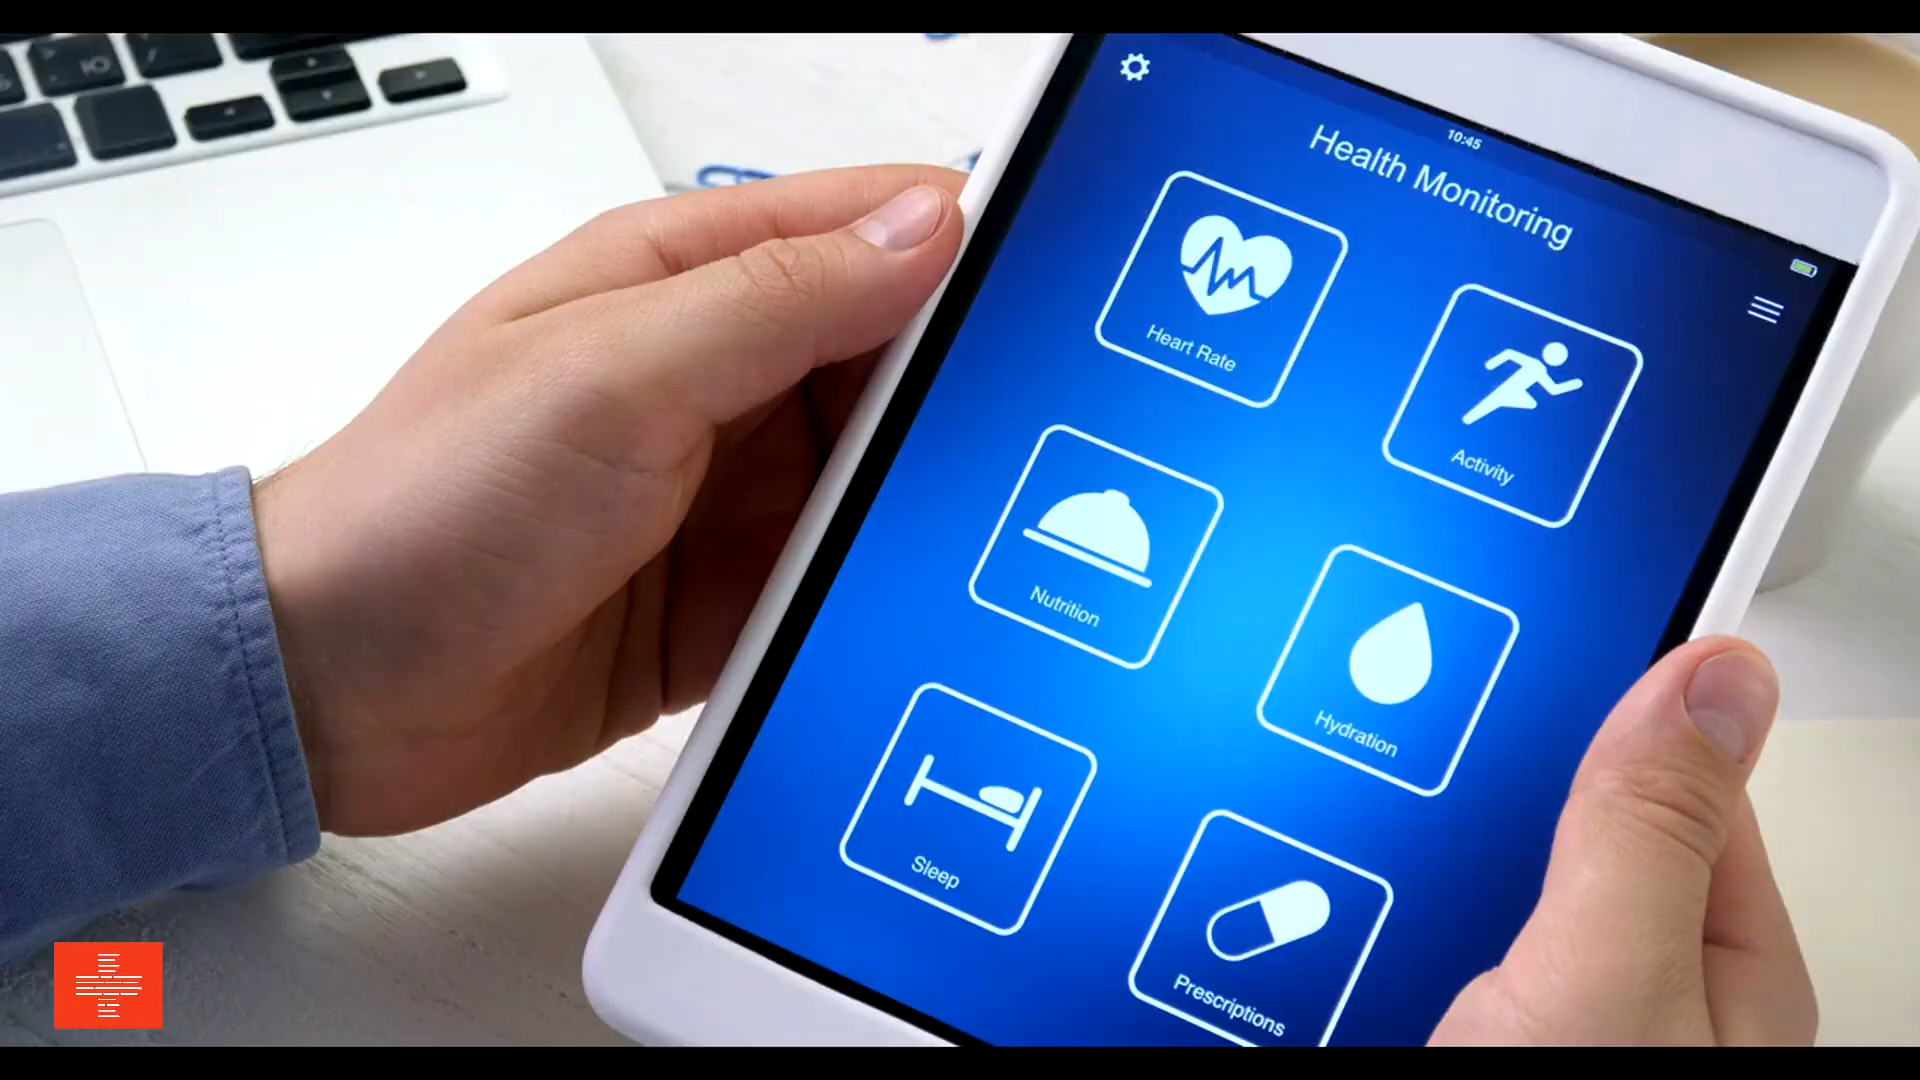 10:45
Health Monitoring
Heart Rate
Activity
Nutrition
Hydration
Sleep
Prescriptions